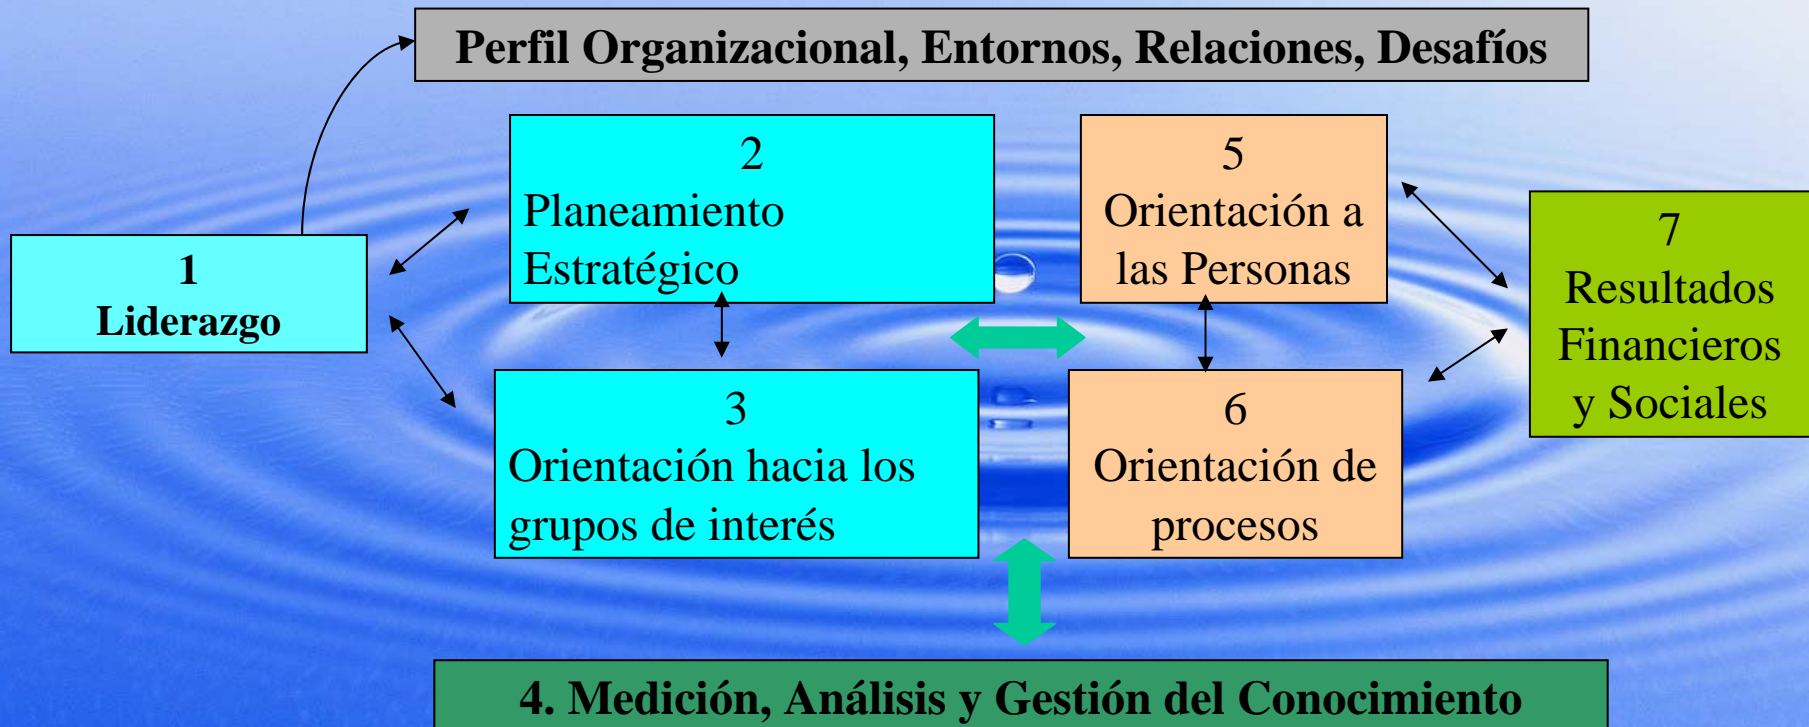 Perfil Organizacional, Entornos, Relaciones, Desafíos
1
Liderazgo
2
Planeamiento
Estratégico
3
Orientación hacia los
grupos de interés
5
Orientación a
las Personas
6
Orientación de
procesos
7
Resultados
Financieros
y Sociales
4. Medición, Análisis y Gestión del Conocimiento